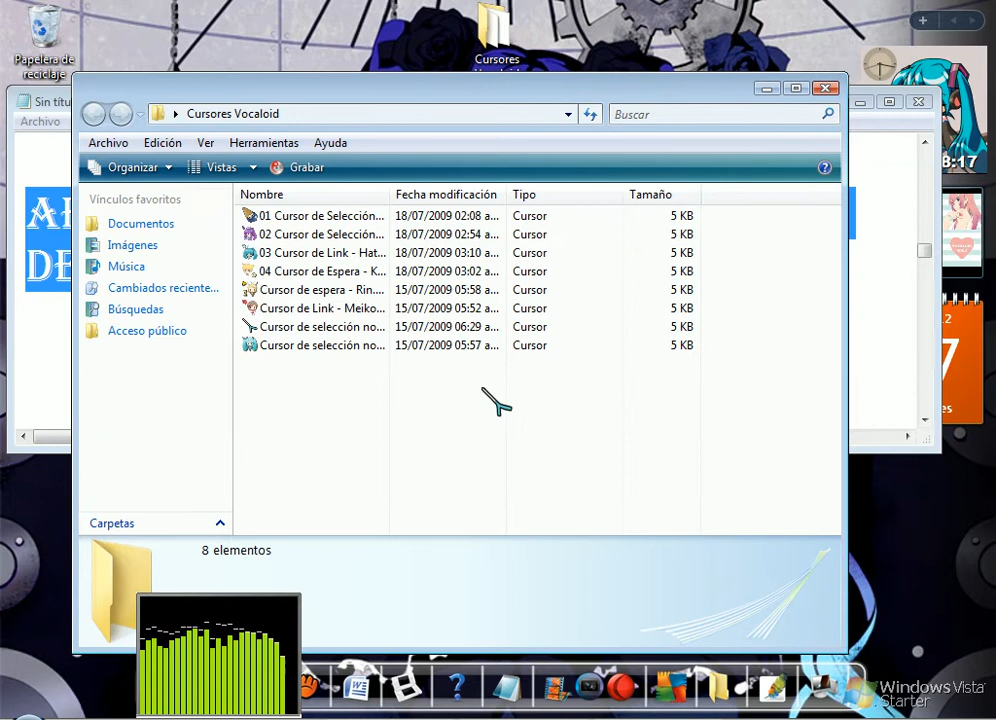 Papelera de
reciclaje
Cursores
Vocaloid
Sin títu
Archivo
Cursores Vocaloid
Buscar
Archivo Edición Ver Herramientas Ayuda
Organizar Vistas Grabar
Vínculos favoritos
Documentos
Imágenes
Música
Cambiados reciente...
Búsquedas
Acceso público
Carpetas
Nombre Fecha modificación Tipo Tamaño
01 Cursor de Selección... 18/07/2009 02:08 a... Cursor 5 KB
02 Cursor de Selección... 18/07/2009 02:54 a... Cursor 5 KB
03 Cursor de Link - Hat... 18/07/2009 03:10 a... Cursor 5 KB
04 Cursor de Espera - K... 18/07/2009 03:02 a... Cursor 5 KB
Cursor de espera - Rin... 15/07/2009 05:58 a... Cursor 5 KB
Cursor de Link - Meiko... 15/07/2009 05:52 a... Cursor 5 KB
Cursor de selección no... 15/07/2009 06:29 a... Cursor 5 KB
Cursor de selección no... 15/07/2009 05:57 a... Cursor 5 KB
8 elementos
DE
8:17
Windows Vista
Starter